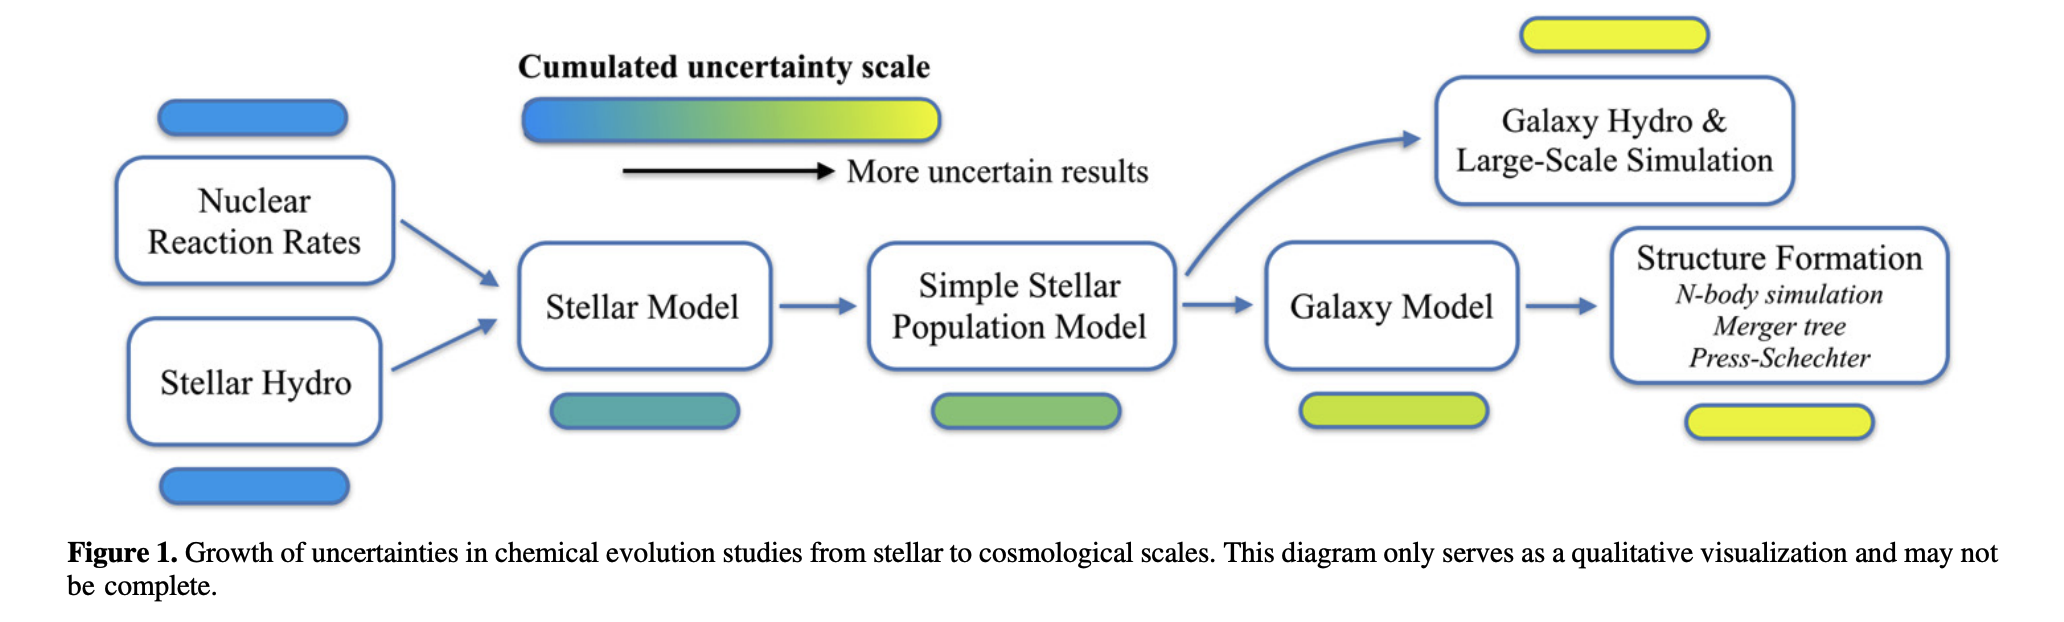 Cumulated uncertainty scale
More uncertain results
Nuclear
Reaction Rates
Stellar Hydro
Stellar Model
Simple Stellar
Population Model
Galaxy Hydro &
Large-Scale Simulation
Galaxy Model
Structure Formation
N-body simulation
Merger tree
Press-Schechter
Figure 1. Growth of uncertainties in chemical evolution studies from stellar to cosmological scales. This diagram only serves as a qualitative visualization and may not
be complete.